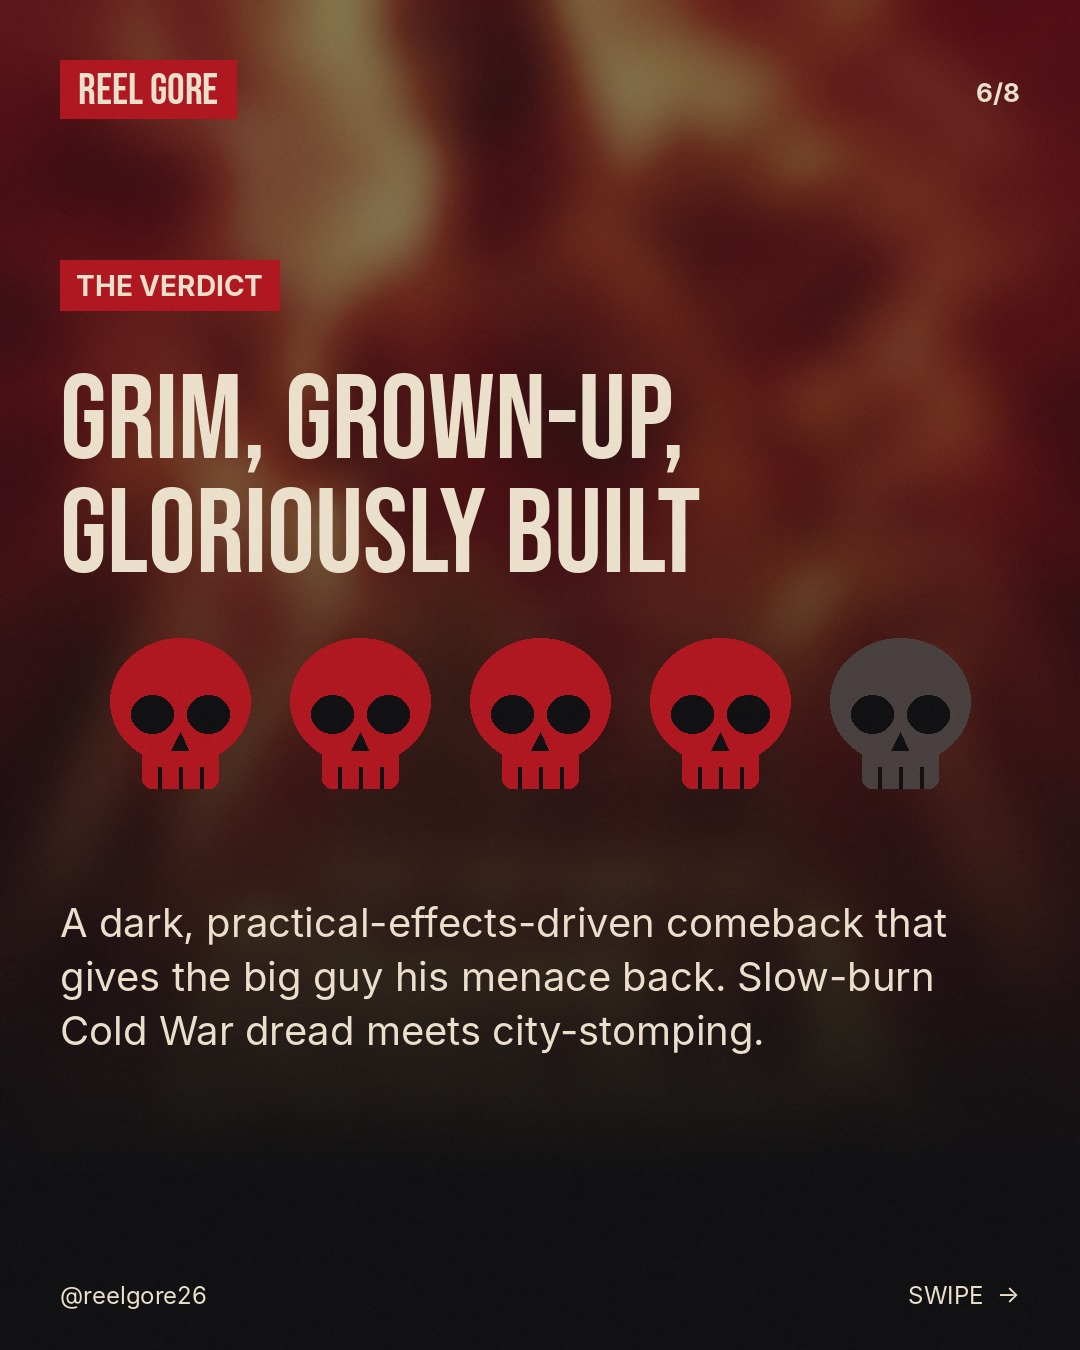 REEL GORE
6/8
THE VERDICT
GRIM, GROWN-UP,
GLORIOUSLY BUILT
A dark, practical-effects-driven comeback that
gives the big guy his menace back. Slow-burn
Cold War dread meets city-stomping.
@reelgore26
SWIPE →